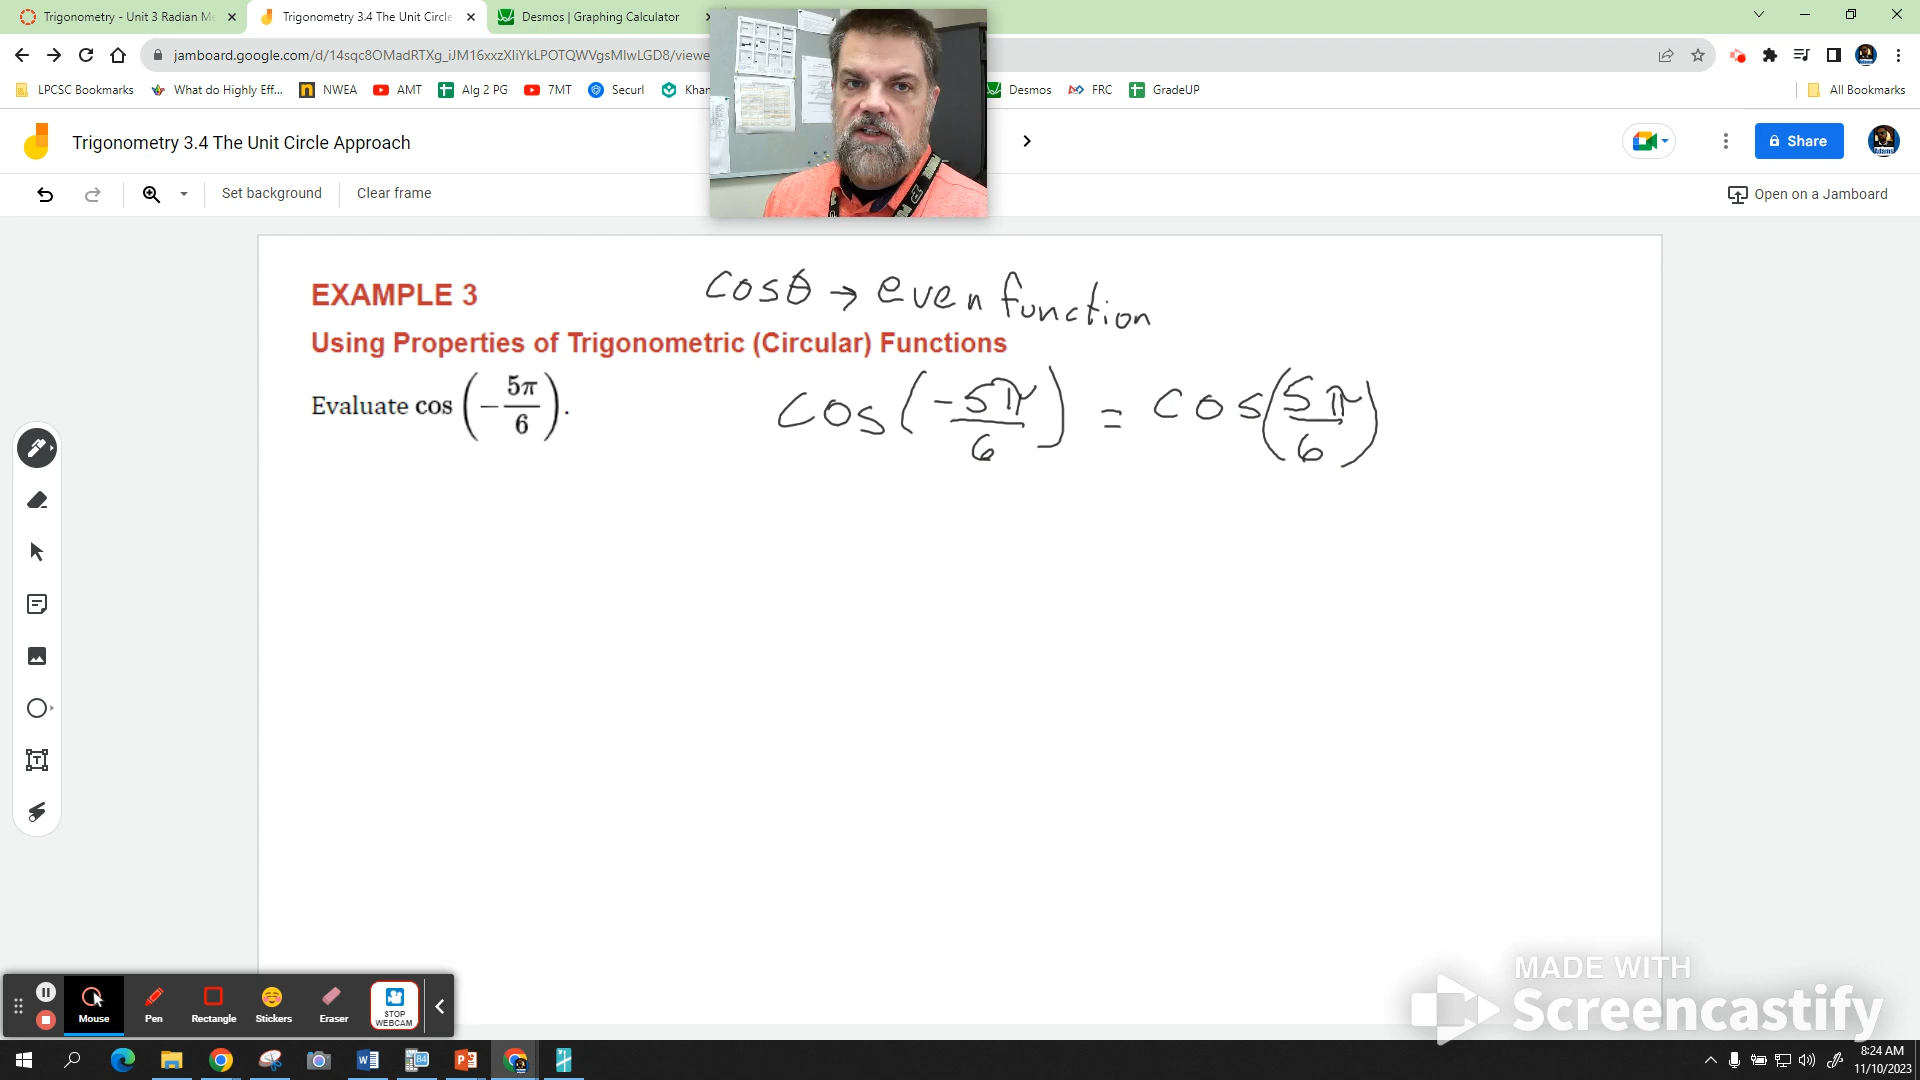 Trigonometry - Unit 3 Radian Me
Trigonometry 3.4 The Unit Circle
Desmos | Graphing Calculator
jamboard.google.com/d/14sqc8OMadRTXg_iJM16xxzXIiYkLPOTQWVgsMIwLGD8/viewe
LPCSC Bookmarks
What do Highly Eff...
NWEA
AMT
Alg 2 PG
7MT
Securl
Khan
Desmos
FRC
GradeUP
All Bookmarks
Trigonometry 3.4 The Unit Circle Approach
Share
Set background
Clear frame
Open on a Jamboard
EXAMPLE 3
cosθ → even function
Using Properties of Trigonometric (Circular) Functions
Evaluate cos (−5π/6).
cos(-5π/6) = cos(5π/6)
MADE WITH
Screencastify
Mouse
Pen
Rectangle
Stickers
Eraser
STOP
WEBCAM
8:24 AM
11/10/2023